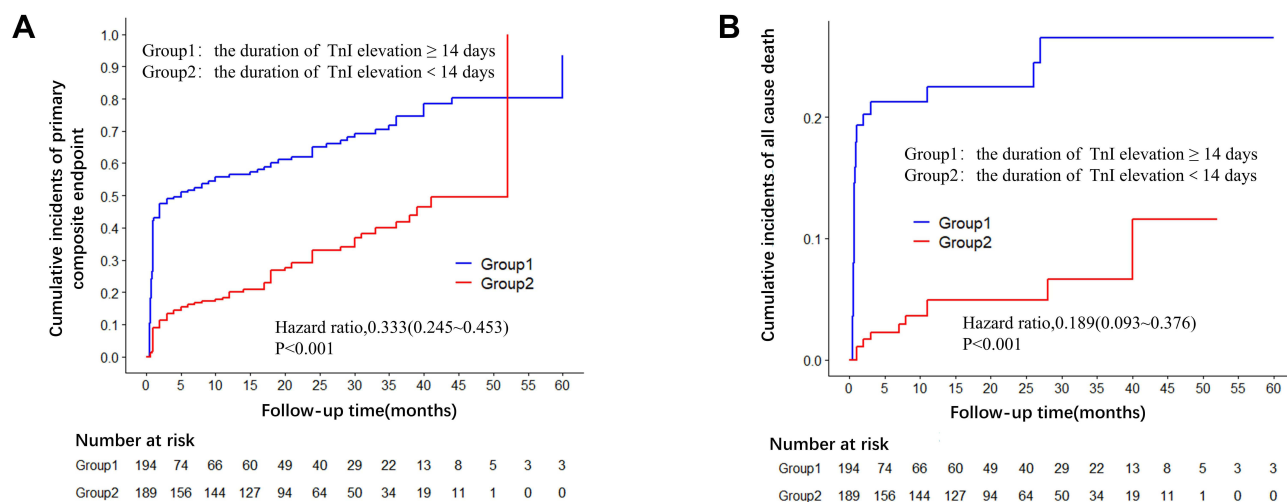 A
Cumulative incidents of primary
composite endpoint
1.0
0.9
0.8
0.7
0.6
0.5
0.4
0.3
0.2
0.1
0.0
Group1： the duration of TnI elevation ≥ 14 days
Group2： the duration of TnI elevation < 14 days
Group1
Group2
Hazard ratio,0.333(0.245~0.453)
P<0.001
0 5 10 15 20 25 30 35 40 45 50 55 60
Follow-up time(months)
Number at risk
Group1 194 74 66 60 49 40 29 22 13 8 5 3 3
Group2 189 156 144 127 94 64 50 34 19 11 1 0 0
B
Cumulative incidents of all cause death
0.2
0.1
0.0
Group1： the duration of TnI elevation ≥ 14 days
Group2： the duration of TnI elevation < 14 days
Group1
Group2
Hazard ratio,0.189(0.093~0.376)
P<0.001
0 5 10 15 20 25 30 35 40 45 50 55 60
Follow-up time(months)
Number at risk
Group1 194 74 66 60 49 40 29 22 13 8 5 3 3
Group2 189 156 144 127 94 64 50 34 19 11 1 0 0